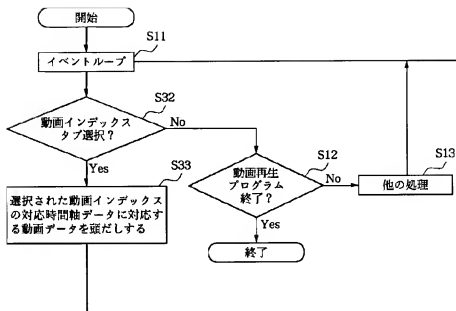 開始
S11
イベントループ
S32
動画インデックス
タブ選択？
No
Yes
S33
選択された動画インデックス
の対応時間軸データに対応す
る動画データを頭だしする
S12
動画再生
プログラム
終了？
No
Yes
S13
他の処理
終了